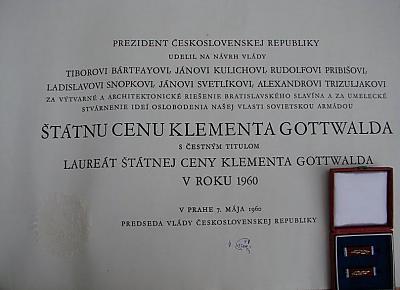 PREZIDENT ČESKOSLOVENSKEJ REPUBLIKY
UDELIL NA NÁVRH VLÁDY
TIBOROVI BÁRTFAYOVI, JÁNOVI KULICHOVI, RUDOLFOVI PRIBIŠOVI,
LADISLAVOVI SNOPKOVI, JÁNOVI SVETLÍKOVI, ALEXANDROVI TRIZULJAKOVI
ZA VÝTVARNÉ A ARCHITEKTONICKÉ RIEŠENIE BRATISLAVSKÉHO SLAVÍNA A ZA UMELECKÉ
STVÁRNENIE IDEÍ OSLOBODENIA NAŠEJ VLASTI SOVIETSKOU ARMÁDOU
ŠTÁTNU CENU KLEMENTA GOTTWALDA
S ČESTNÝM TITULOM
LAUREÁT ŠTÁTNEJ CENY KLEMENTA GOTTWALDA
V ROKU 1960
V PRAHE 7. MÁJA 1960
PREDSEDA VLÁDY ČESKOSLOVENSKEJ REPUBLIKY